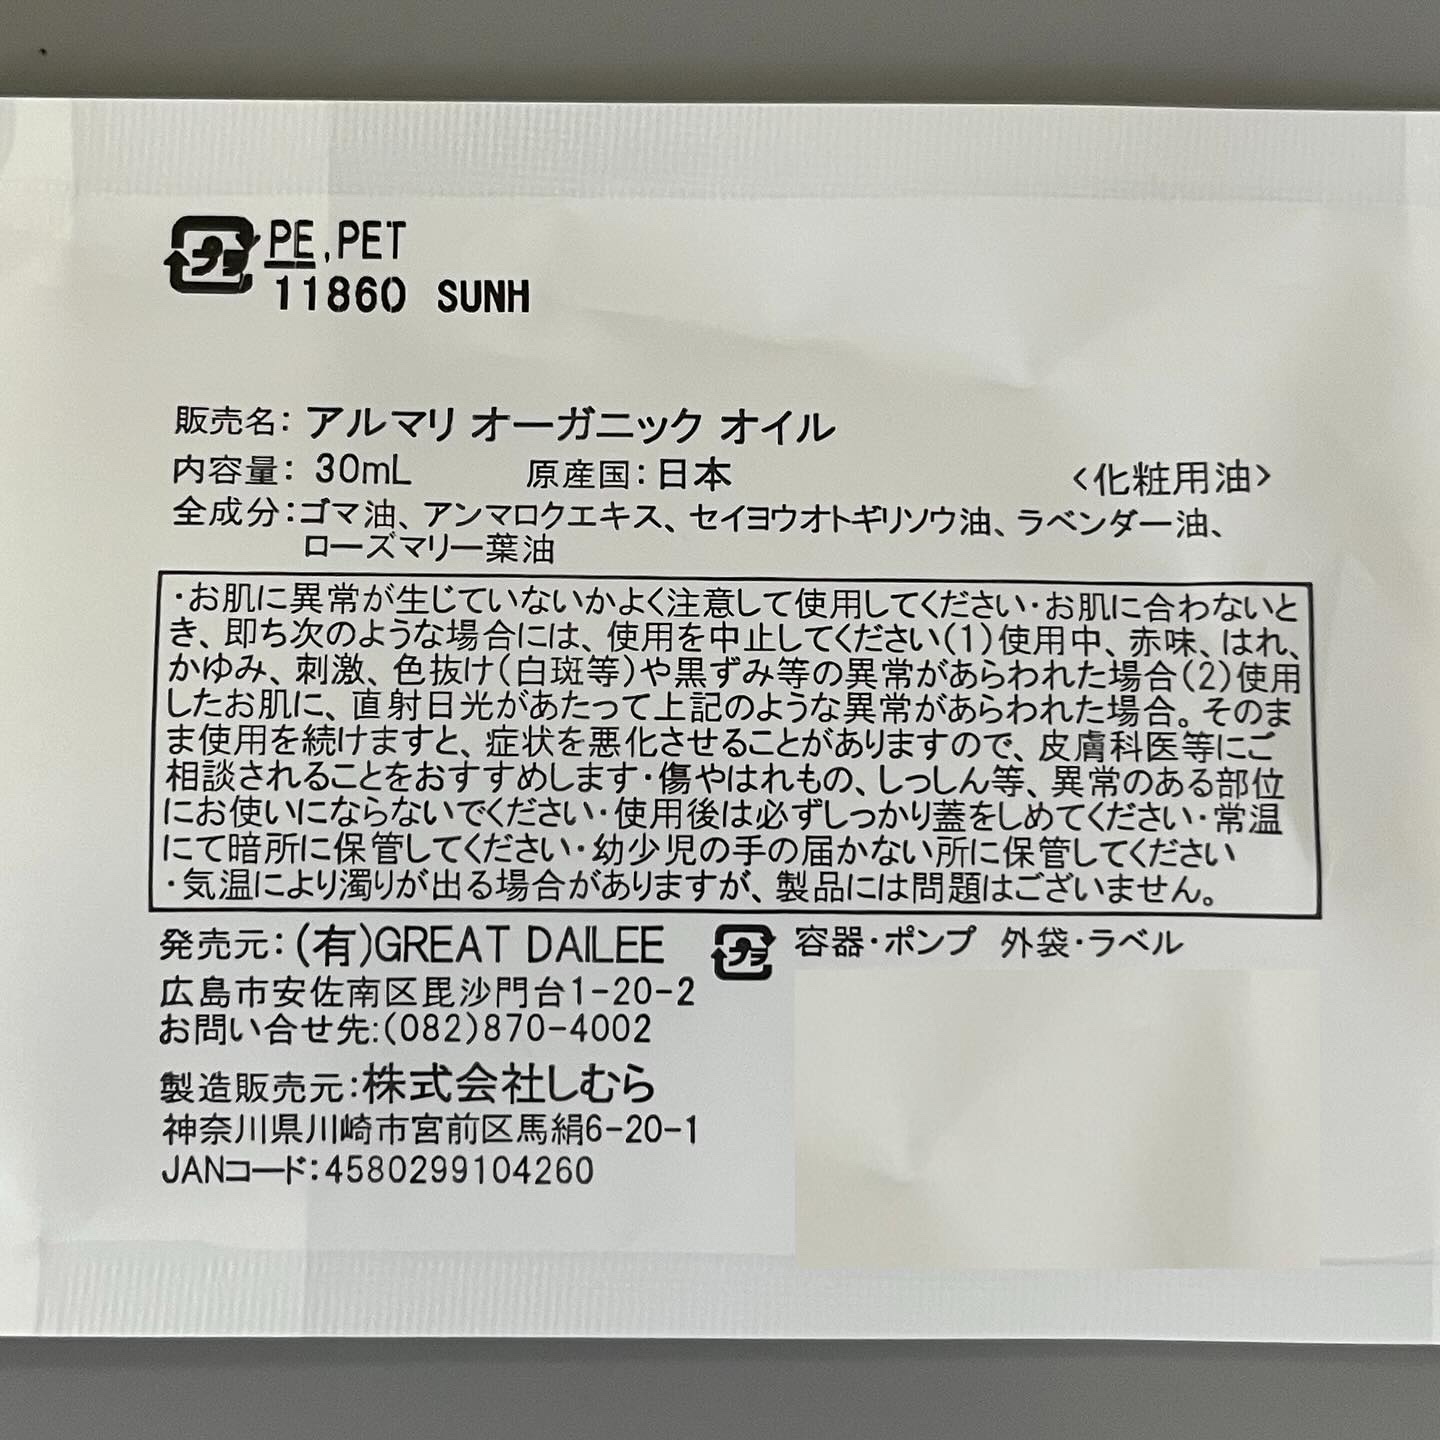 プラ PE,PET
11860 SUNH
販売名：アルマリ オーガニック オイル
内容量： 30mL 原産国：日本 <化粧用油>
全成分：ゴマ油、アンマロクエキス、セイヨウオトギリソウ油、ラベンダー油、
ローズマリー葉油
・お肌に異常が生じていないかよく注意して使用してください・お肌に合わないと
き、即ち次のような場合には、使用を中止してください(1)使用中、赤味、はれ、
かゆみ、刺激、色抜け(白斑等)や黒ずみ等の異常があらわれた場合(2)使用
したお肌に、直射日光があたって上記のような異常があらわれた場合。そのま
ま使用を続けますと、症状を悪化させることがありますので、皮膚科医等にご
相談されることをおすすめします・傷やはれもの、しっしん等、異常のある部位
にお使いにならないでください・使用後は必ずしっかり蓋をしめてください・常温
にて暗所に保管してください・幼少児の手の届かない所に保管してください
・気温により濁りが出る場合がありますが、製品には問題はございません。
発売元：(有)GREAT DAILEE プラ 容器・ポンプ 外袋・ラベル
広島市安佐南区毘沙門台1-20-2
お問い合せ先:(082)870-4002
製造販売元：株式会社しむら
神奈川県川崎市宮前区馬絹6-20-1
JANコード：4580299104260